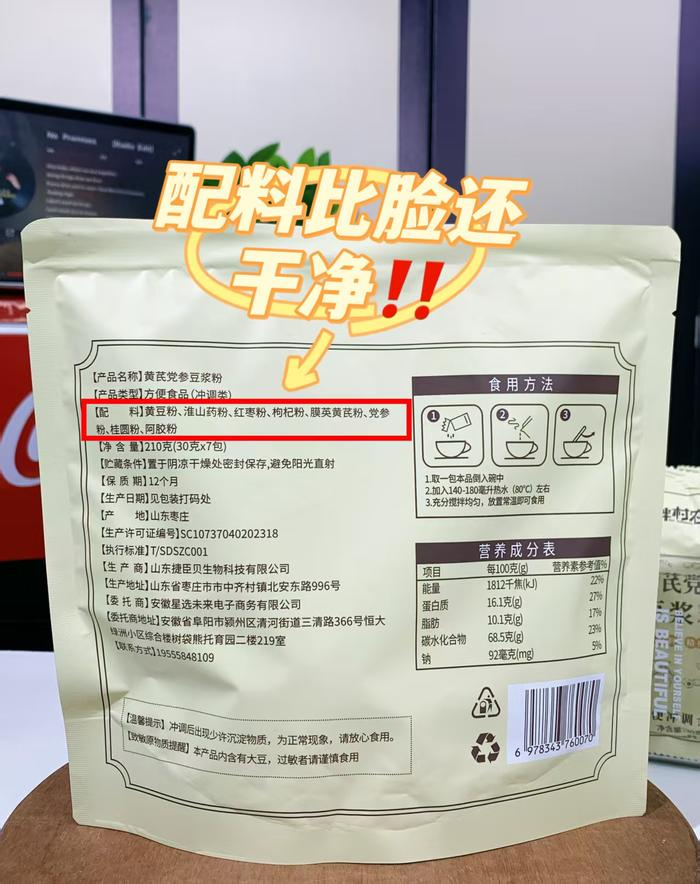 No Promises (Radio Edit)
配料比脸还
干净!!
【产品名称】黄芪党参豆浆粉
【产品类型】方便食品(冲调类)
【配 料】黄豆粉、淮山药粉、红枣粉、枸杞粉、膜荚黄芪粉、党参
粉、桂圆粉、阿胶粉
【净 含 量】210克(30克x7包)
【贮藏条件】置于阴凉干燥处密封保存,避免阳光直射
【保 质 期】12个月
【生产日期】见包装打码处
【产 地】山东枣庄
【生产许可证编号】SC10737040202318
【执行标准】T/SDSZC001
【生 产 商】山东捷臣贝生物科技有限公司
【生产地址】山东省枣庄市市中齐村镇北安东路996号
【委 托 商】安徽星选未来电子商务有限公司
【委托商地址】安徽省阜阳市颍州区清河街道三清路366号恒大
绿洲小区综合楼树袋熊托育园二楼219室
【联系方式】19555848109
【温馨提示】冲调后出现少许沉淀物质，为正常现象，请放心食用。
【致敏原物质提醒】本产品内含有大豆，过敏者请谨慎食用
食用方法
1 2 3
1.取一包本品倒入碗中
2.加入140-180毫升热水（80℃）左右
3.充分搅拌均匀，放置常温即可食用
营养成分表
项目 每100克(g) 营养素参考值%
能量 1812千焦(kJ) 22%
蛋白质 16.1克(g) 27%
脂肪 10.1克(g) 17%
碳水化合物 68.5克(g) 23%
钠 92毫克(mg) 5%
6 978343 760070
BELIEVE IN YOURSELF
IS BEAUTIFUL